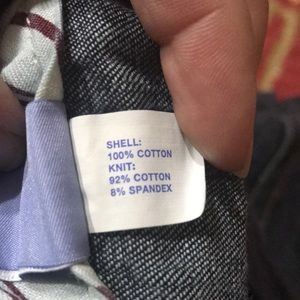 SHELL:
100% COTTON
KNIT:
92% COTTON
8% SPANDEX